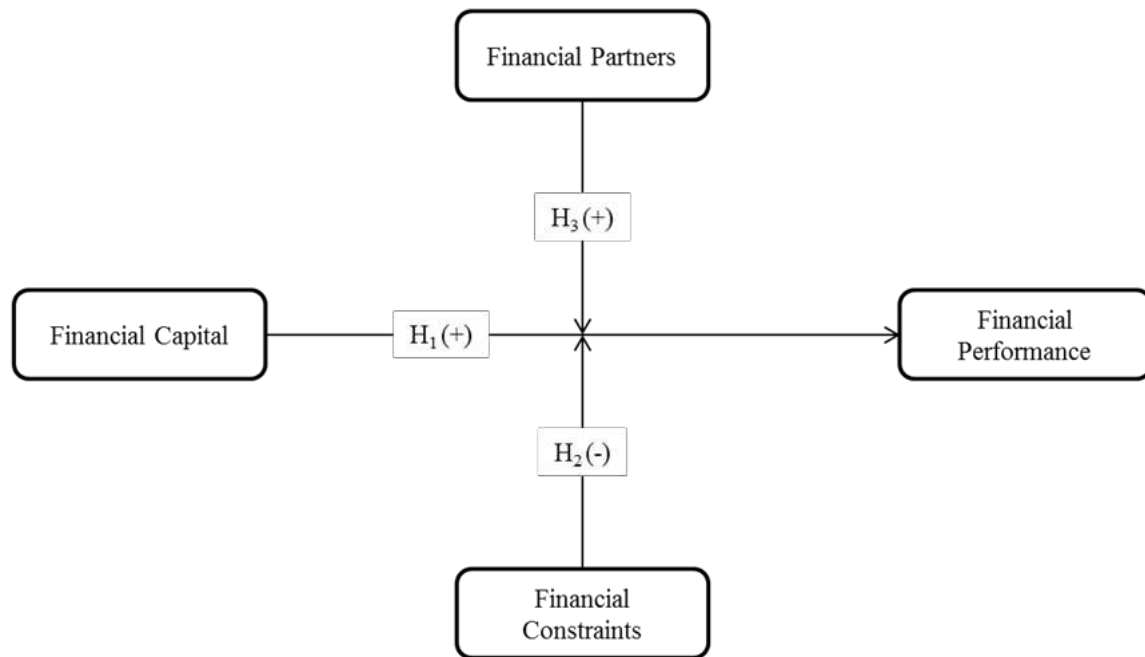 Financial Partners
H₃(+)
Financial Capital
H₁(+)
Financial
Performance
H₂(-)
Financial
Constraints